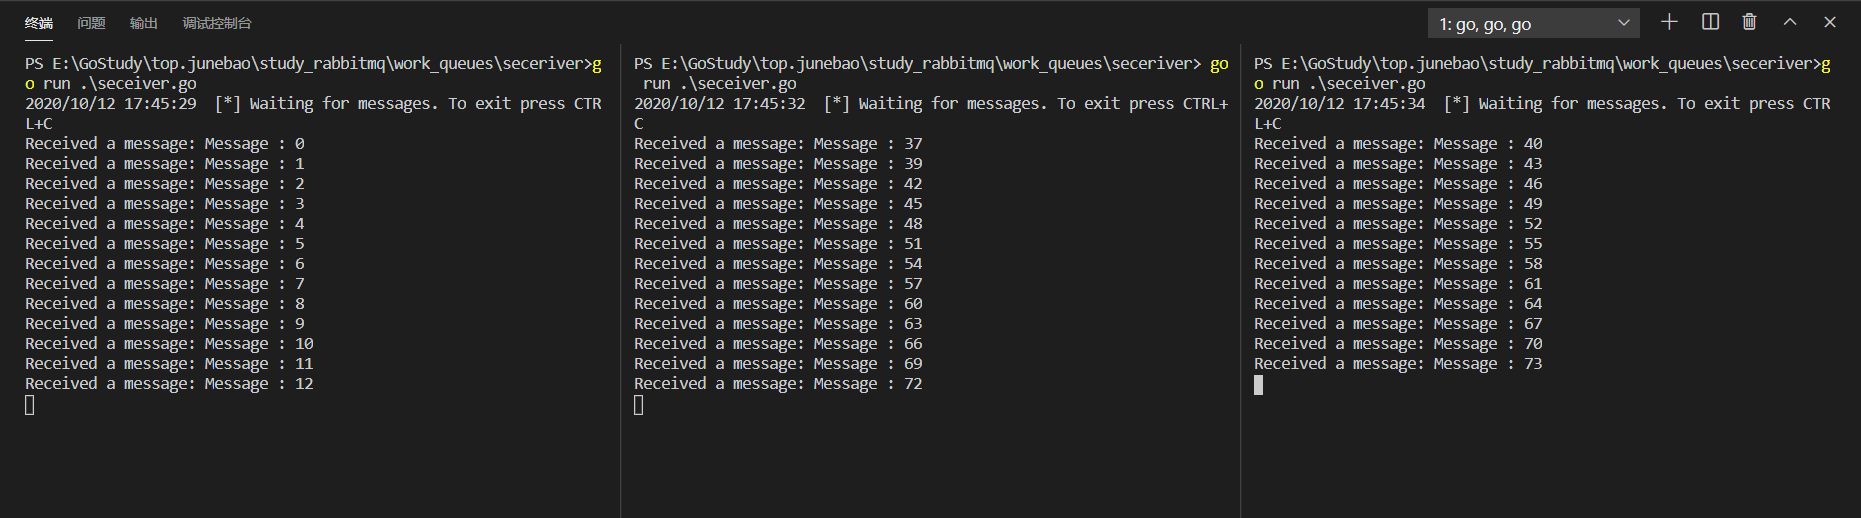 终端 问题 输出 调试控制台
1: go, go, go
PS E:\GoStudy\top.junebao\study_rabbitmq\work_queues\seceriver>g
o run .\seceiver.go
2020/10/12 17:45:29  [*] Waiting for messages. To exit press CTR
L+C
Received a message: Message : 0
Received a message: Message : 1
Received a message: Message : 2
Received a message: Message : 3
Received a message: Message : 4
Received a message: Message : 5
Received a message: Message : 6
Received a message: Message : 7
Received a message: Message : 8
Received a message: Message : 9
Received a message: Message : 10
Received a message: Message : 11
Received a message: Message : 12
PS E:\GoStudy\top.junebao\study_rabbitmq\work_queues\seceriver> go
 run .\seceiver.go
2020/10/12 17:45:32  [*] Waiting for messages. To exit press CTRL+
C
Received a message: Message : 37
Received a message: Message : 39
Received a message: Message : 42
Received a message: Message : 45
Received a message: Message : 48
Received a message: Message : 51
Received a message: Message : 54
Received a message: Message : 57
Received a message: Message : 60
Received a message: Message : 63
Received a message: Message : 66
Received a message: Message : 69
Received a message: Message : 72
PS E:\GoStudy\top.junebao\study_rabbitmq\work_queues\seceriver>g
o run .\seceiver.go
2020/10/12 17:45:34  [*] Waiting for messages. To exit press CTR
L+C
Received a message: Message : 40
Received a message: Message : 43
Received a message: Message : 46
Received a message: Message : 49
Received a message: Message : 52
Received a message: Message : 55
Received a message: Message : 58
Received a message: Message : 61
Received a message: Message : 64
Received a message: Message : 67
Received a message: Message : 70
Received a message: Message : 73